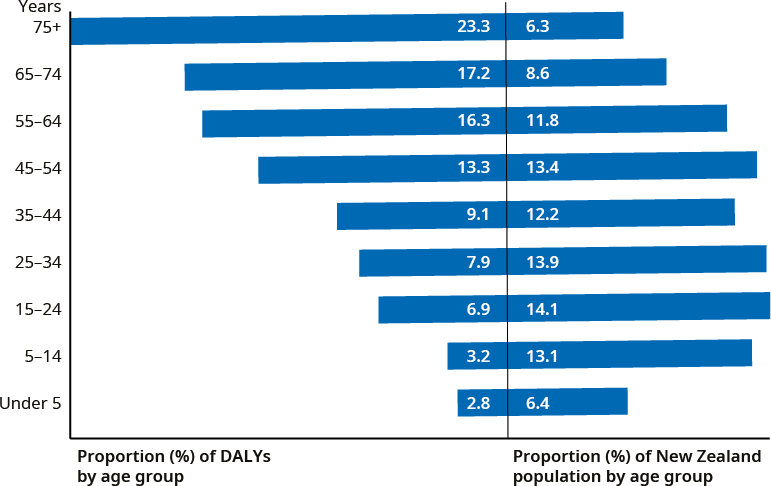 Years
75+ 23.3 6.3
65–74 17.2 8.6
55–64 16.3 11.8
45–54 13.3 13.4
35–44 9.1 12.2
25–34 7.9 13.9
15–24 6.9 14.1
5–14 3.2 13.1
Under 5 2.8 6.4
Proportion (%) of DALYs
by age group
Proportion (%) of New Zealand
population by age group